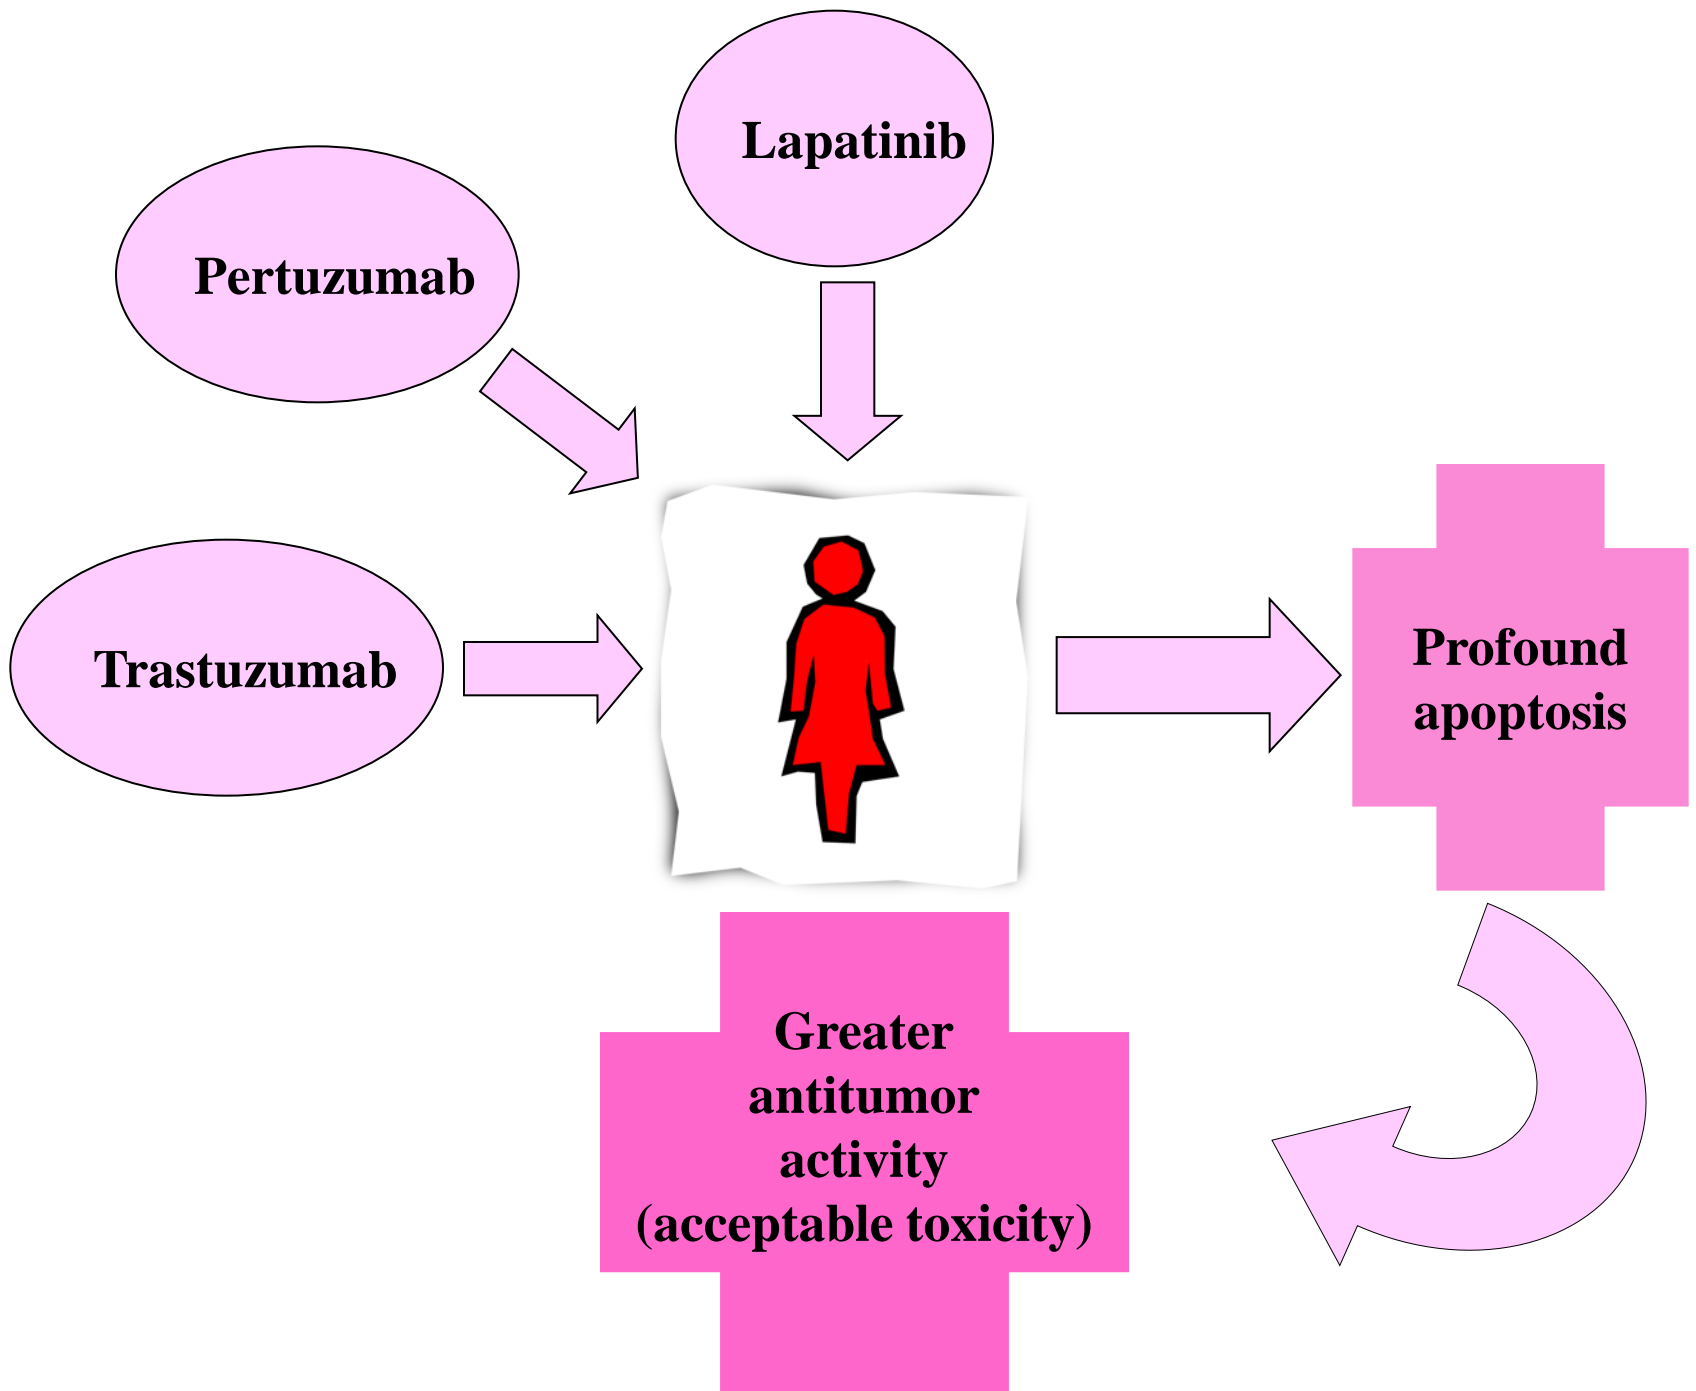 Lapatinib
Pertuzumab
Trastuzumab
Profound
apoptosis
Greater
antitumor
activity
(acceptable toxicity)